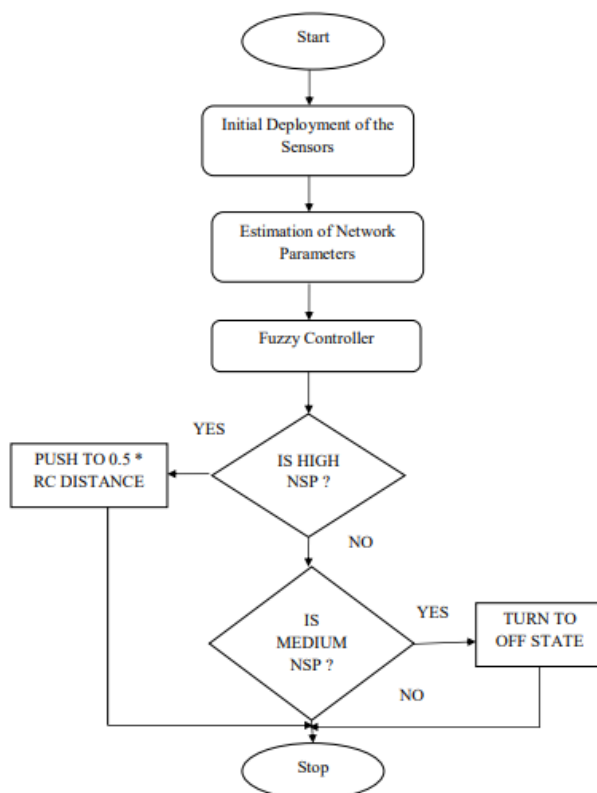 Start
Initial Deployment of the
Sensors
Estimation of Network
Parameters
Fuzzy Controller
YES
PUSH TO 0.5 *
RC DISTANCE
IS HIGH
NSP ?
NO
IS
MEDIUM
NSP ?
YES
TURN TO
OFF STATE
NO
Stop